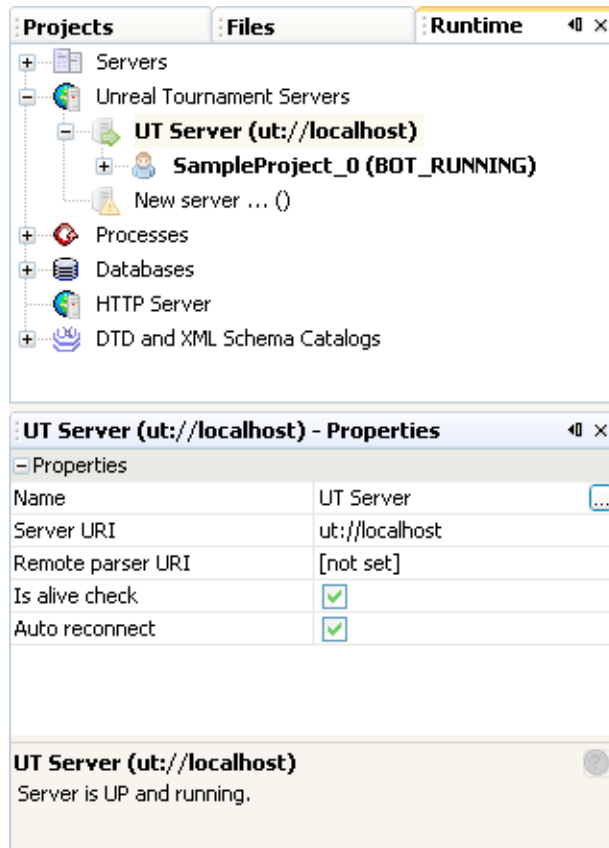 Projects Files Runtime
Servers
Unreal Tournament Servers
UT Server (ut://localhost)
SampleProject_0 (BOT_RUNNING)
New server ... ()
Processes
Databases
HTTP Server
DTD and XML Schema Catalogs
UT Server (ut://localhost) - Properties
Properties
Name UT Server ...
Server URI ut://localhost
Remote parser URI [not set]
Is alive check
Auto reconnect
UT Server (ut://localhost) ?
Server is UP and running.